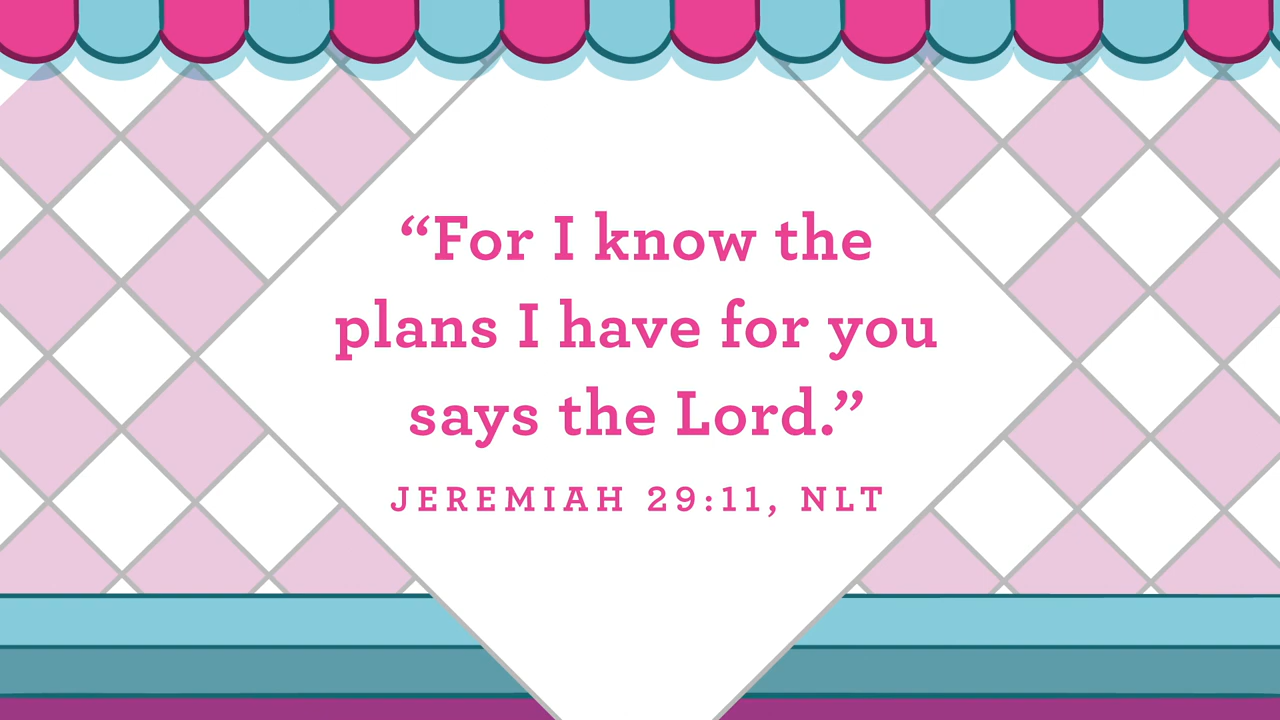 “For I know the
plans I have for you
says the Lord.”
JEREMIAH 29:11, NLT